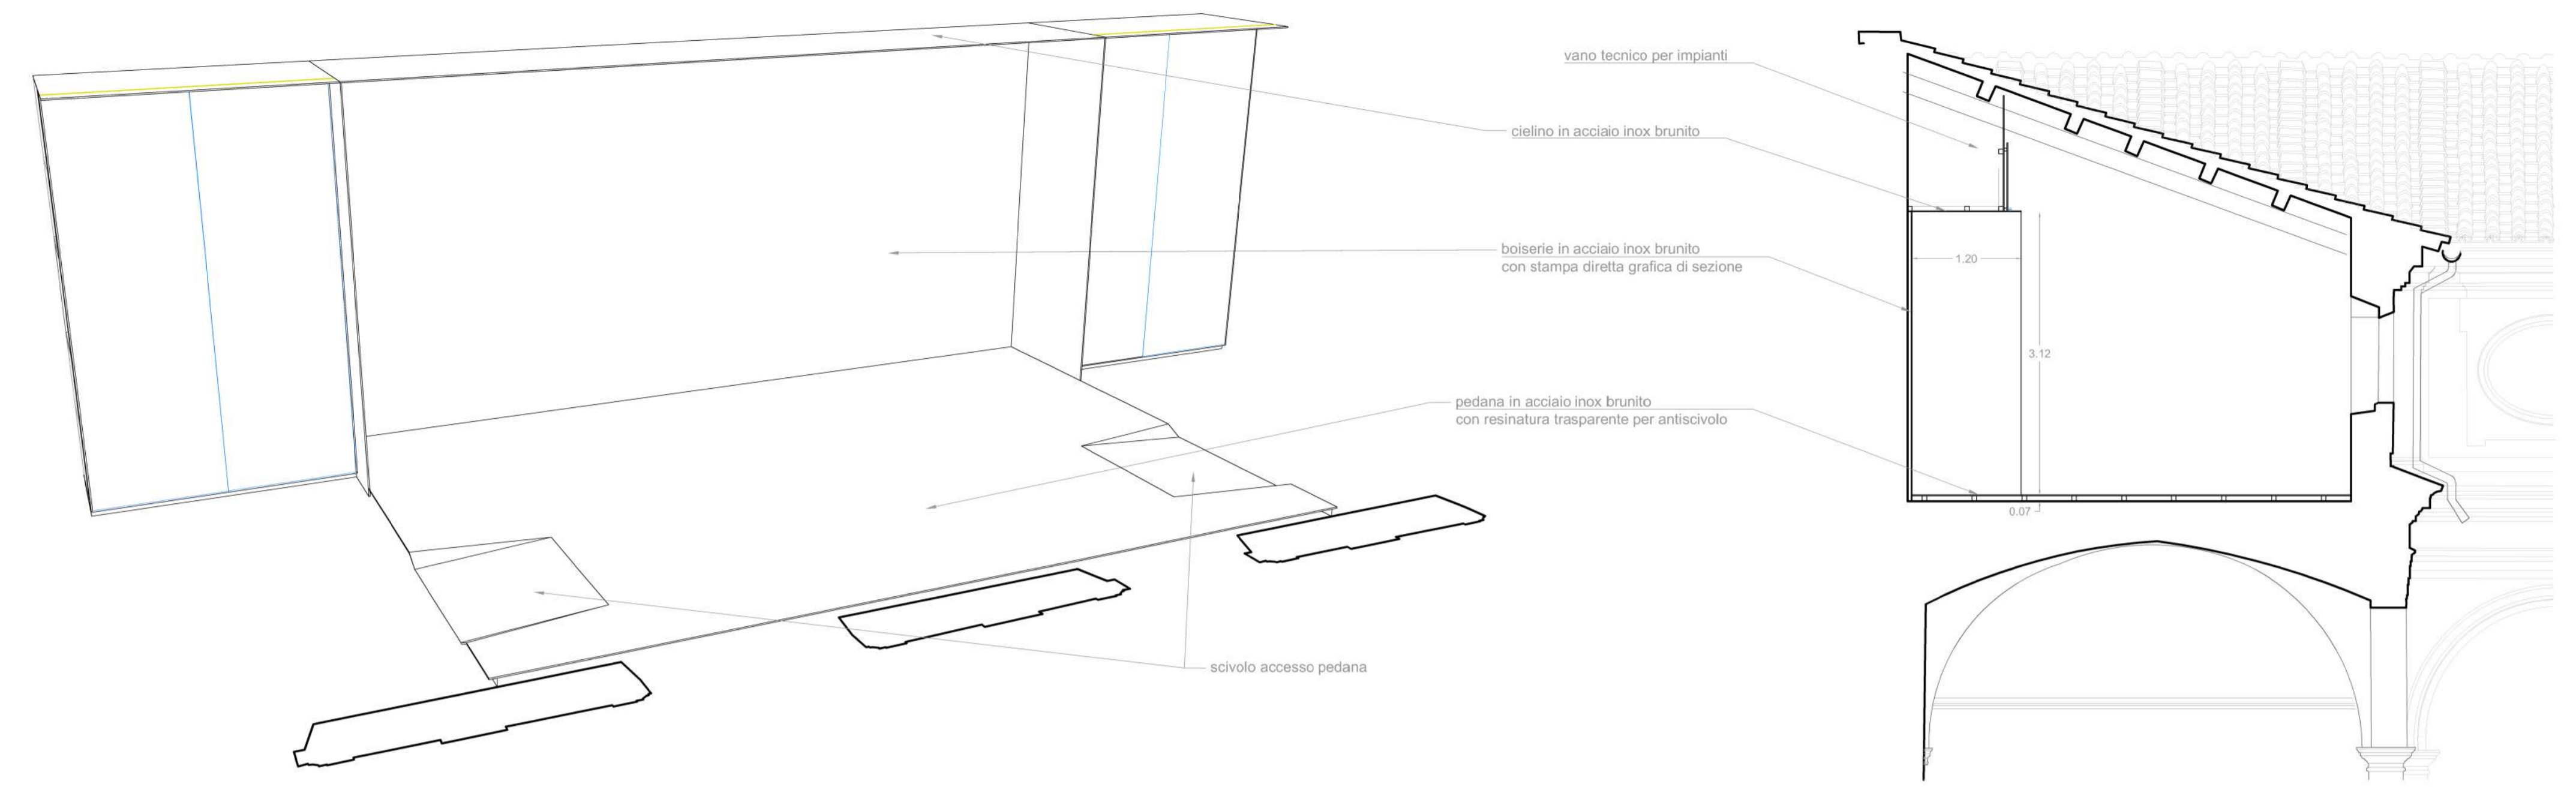 vano tecnico per impianti
cielino in acciaio inox brunito
boiserie in acciaio inox brunito
con stampa diretta grafica di sezione
1.20
3.12
pedana in acciaio inox brunito
con resinatura trasparente per antiscivolo
0.07
scivolo accesso pedana